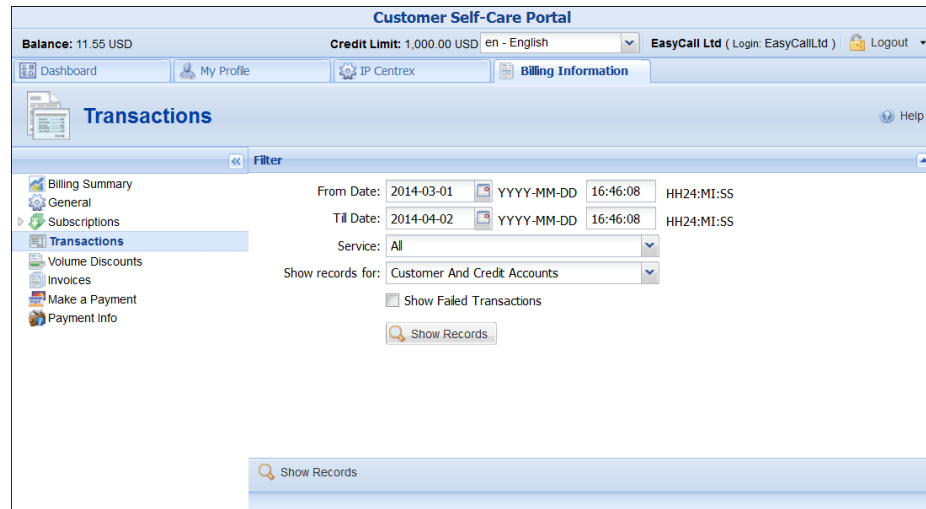 Customer Self-Care Portal
Balance: 11.55 USD Credit Limit: 1,000.00 USD en - English EasyCall Ltd ( Login: EasyCallLtd ) Logout
Dashboard My Profile IP Centrex Billing Information
Transactions Help
Filter
Billing Summary
General
Subscriptions
Transactions
Volume Discounts
Invoices
Make a Payment
Payment Info
From Date: 2014-03-01 YYYY-MM-DD 16:46:08 HH24:MI:SS
Till Date: 2014-04-02 YYYY-MM-DD 16:46:08 HH24:MI:SS
Service: All
Show records for: Customer And Credit Accounts
Show Failed Transactions
Show Records
Show Records